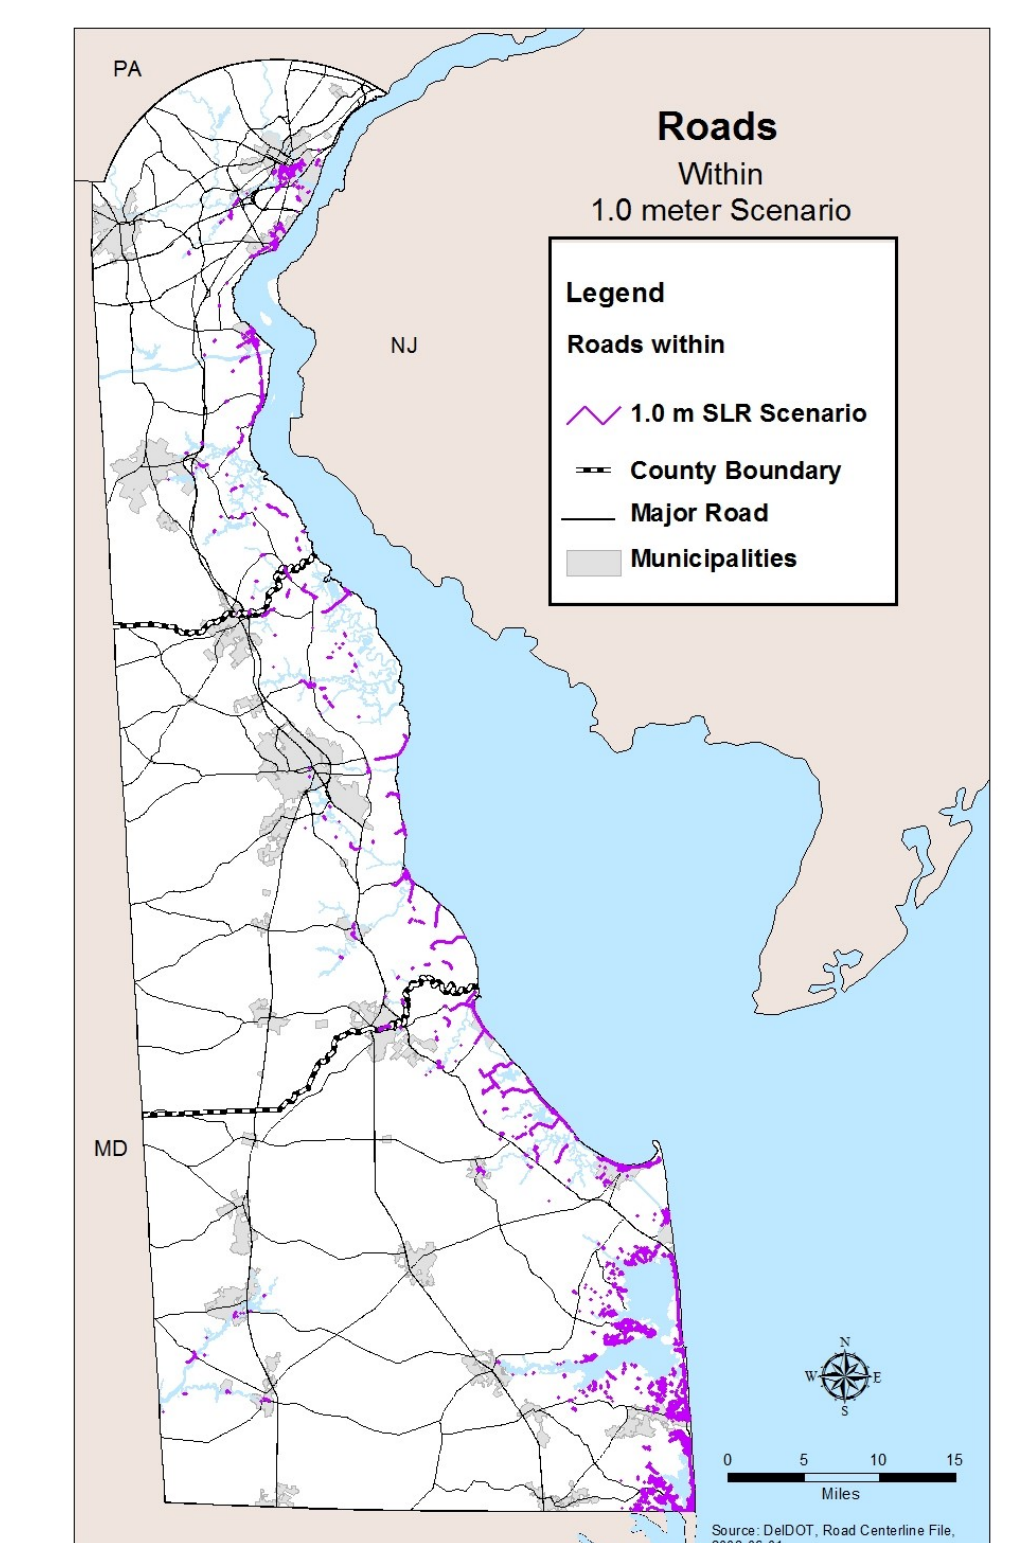 PA
Roads
Within
1.0 meter Scenario
Legend
Roads within
NJ
1.0 m SLR Scenario
County Boundary
Major Road
Municipalities
MD
N
W E
S
0 5 10 15
Miles
Source: DelDOT, Road Centerline File,